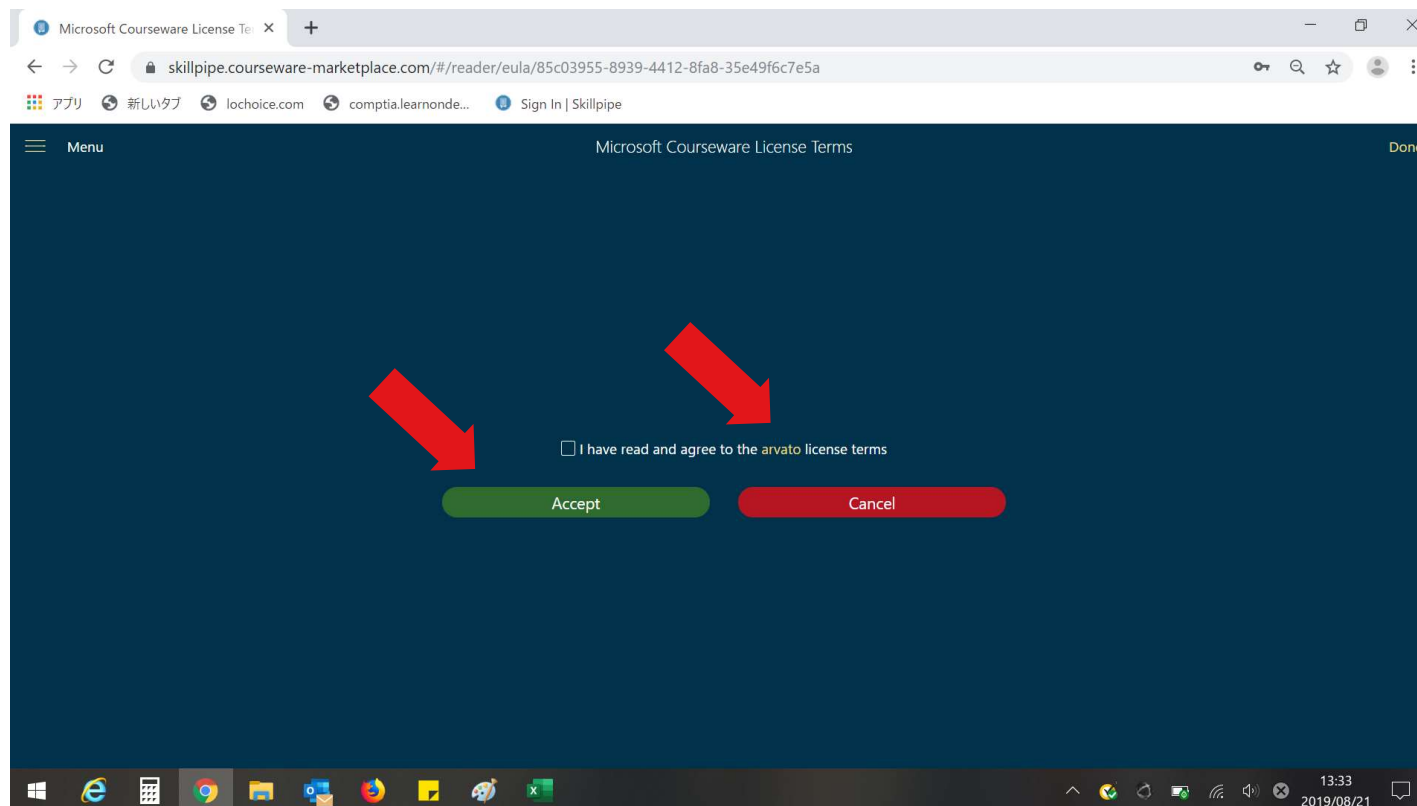 Microsoft Courseware License Te
skillpipe.courseware-marketplace.com/#/reader/eula/85c03955-8939-4412-8fa8-35e49f6c7e5a
アプリ 新しいタブ lochoice.com comptia.learnonde... Sign In | Skillpipe
Menu Microsoft Courseware License Terms Done
I have read and agree to the arvato license terms
Accept Cancel
13:33
2019/08/21